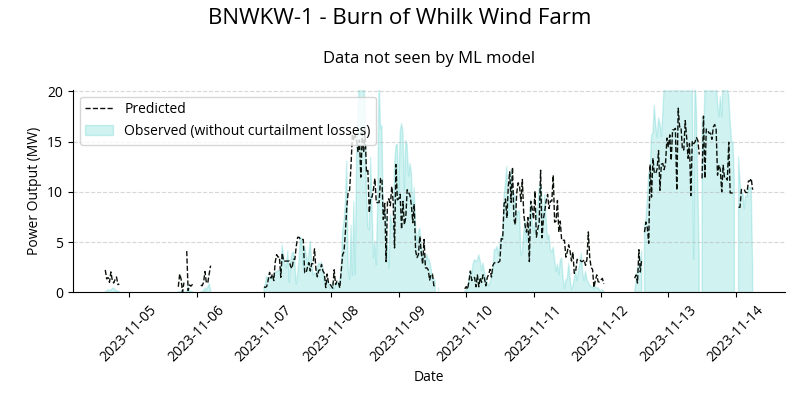 BNWKW-1 - Burn of Whilk Wind Farm
Data not seen by ML model
Predicted
Observed (without curtailment losses)
Power Output (MW)
20
15
10
5
0
2023-11-05
2023-11-06
2023-11-07
2023-11-08
2023-11-09
2023-11-10
2023-11-11
2023-11-12
2023-11-13
2023-11-14
Date